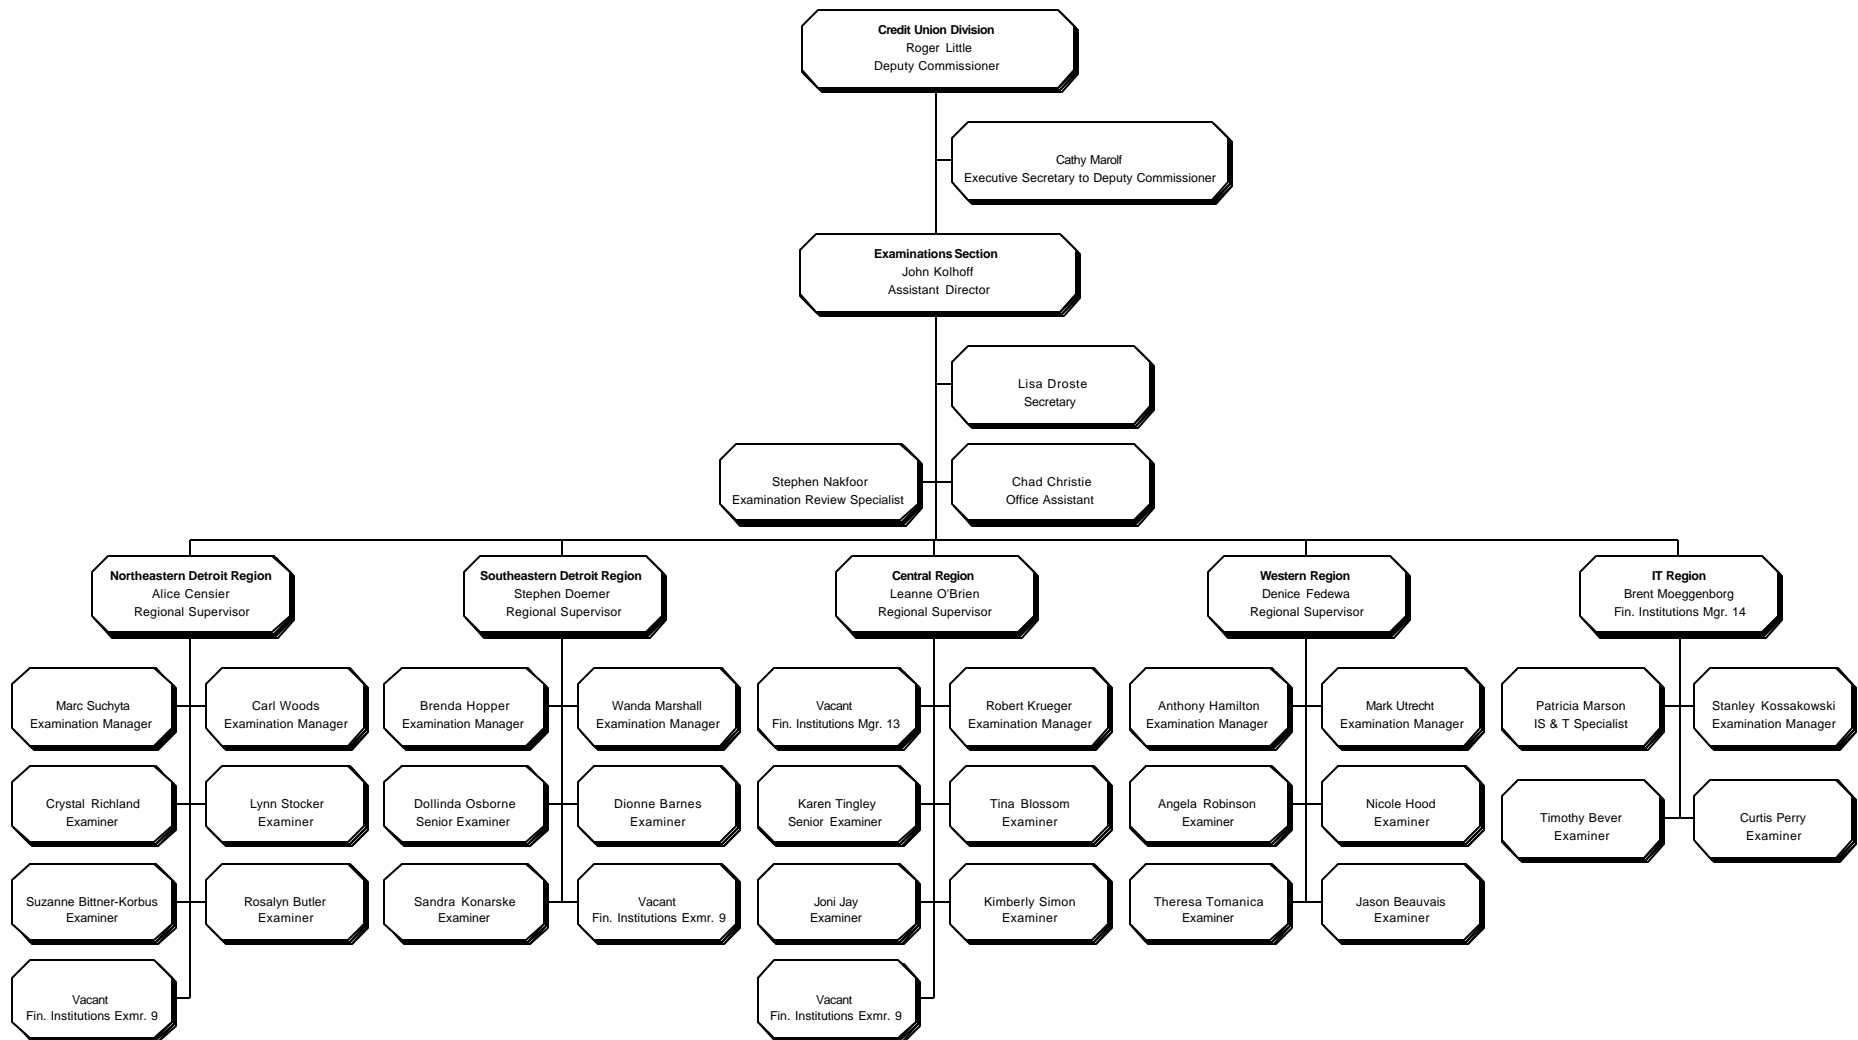 Credit Union Division
Roger Little
Deputy Commissioner
Cathy Marolf
Executive Secretary to Deputy Commissioner
Examinations Section
John Kolhoff
Assistant Director
Lisa Droste
Secretary
Stephen Nakfoor
Examination Review Specialist
Chad Christie
Office Assistant
Northeastern Detroit Region
Alice Censier
Regional Supervisor
Southeastern Detroit Region
Stephen Doemer
Regional Supervisor
Central Region
Leanne O'Brien
Regional Supervisor
Western Region
Denice Fedewa
Regional Supervisor
IT Region
Brent Moeggenborg
Fin. Institutions Mgr. 14
Marc Suchyta
Examination Manager
Carl Woods
Examination Manager
Brenda Hopper
Examination Manager
Wanda Marshall
Examination Manager
Vacant
Fin. Institutions Mgr. 13
Robert Krueger
Examination Manager
Anthony Hamilton
Examination Manager
Mark Utrecht
Examination Manager
Patricia Marson
IS & T Specialist
Stanley Kossakowski
Examination Manager
Crystal Richland
Examiner
Lynn Stocker
Examiner
Dollinda Osborne
Senior Examiner
Dionne Barnes
Examiner
Karen Tingley
Senior Examiner
Tina Blossom
Examiner
Angela Robinson
Examiner
Nicole Hood
Examiner
Timothy Bever
Examiner
Curtis Perry
Examiner
Suzanne Bittner-Korbus
Examiner
Rosalyn Butler
Examiner
Sandra Konarske
Examiner
Vacant
Fin. Institutions Exmr. 9
Joni Jay
Examiner
Kimberly Simon
Examiner
Theresa Tomanica
Examiner
Jason Beauvais
Examiner
Vacant
Fin. Institutions Exmr. 9
Vacant
Fin. Institutions Exmr. 9